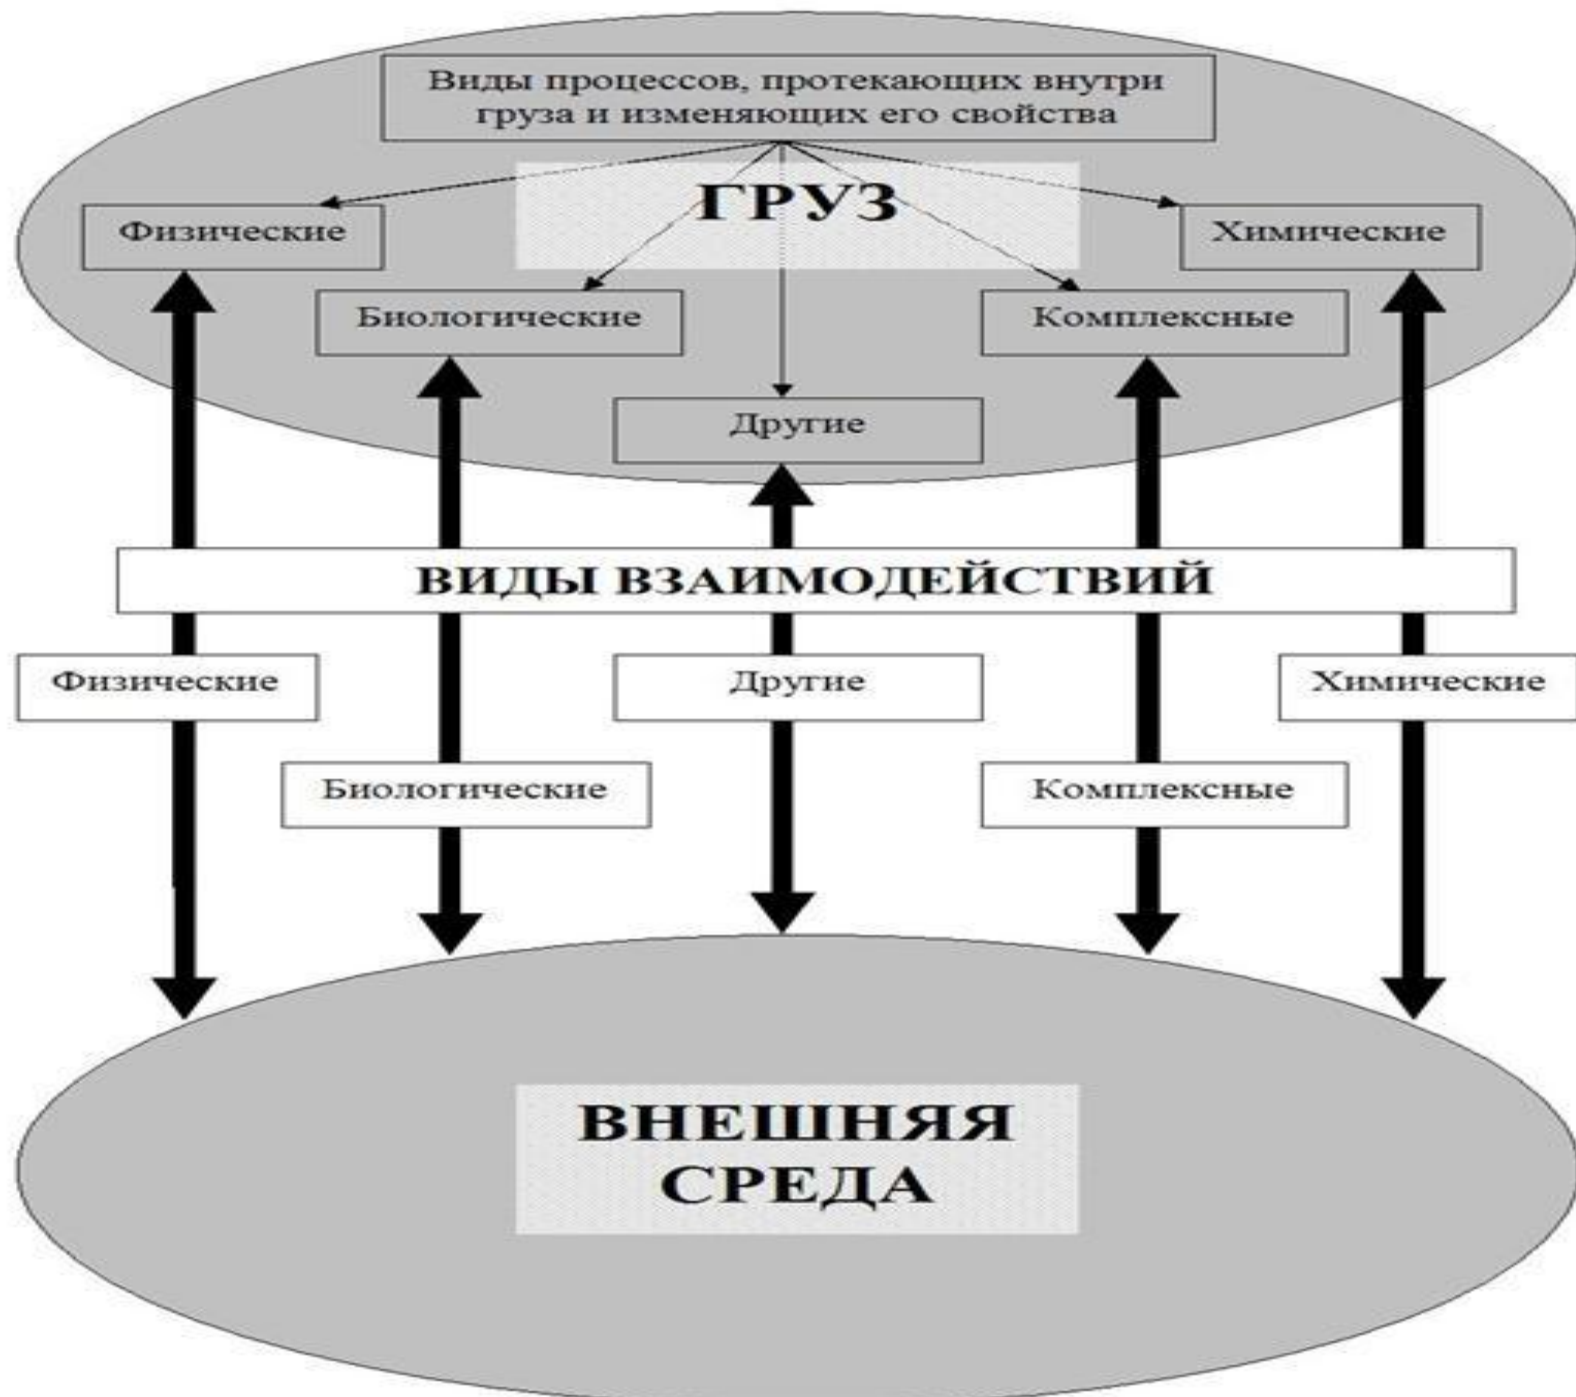 Виды процессов, протекающих внутри
груза и изменяющих его свойства
ГРУЗ
Физические
Химические
Биологические
Комплексные
Другие
ВИДЫ ВЗАИМОДЕЙСТВИЙ
Физические
Другие
Химические
Биологические
Комплексные
ВНЕШНЯЯ
СРЕДА